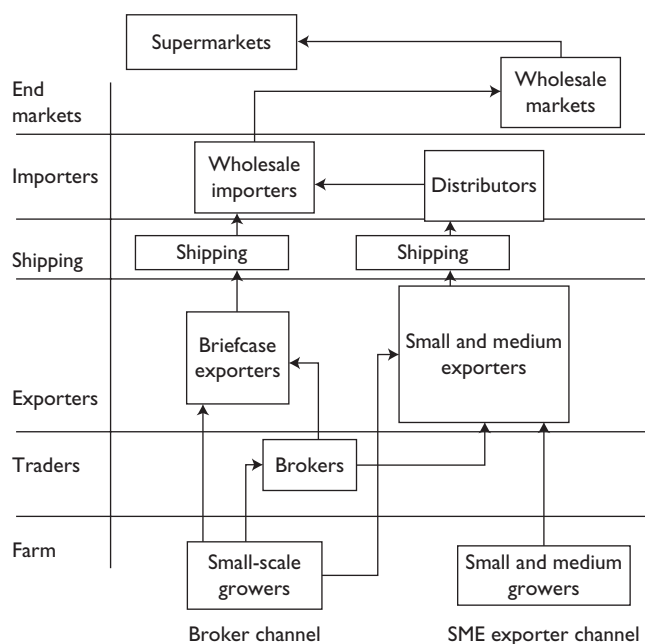 Supermarkets
End
markets
Wholesale
markets
Importers
Wholesale
importers
Distributors
Shipping
Shipping
Shipping
Exporters
Briefcase
exporters
Small and medium
exporters
Traders
Brokers
Farm
Small-scale
growers
Small and medium
growers
Broker channel
SME exporter channel